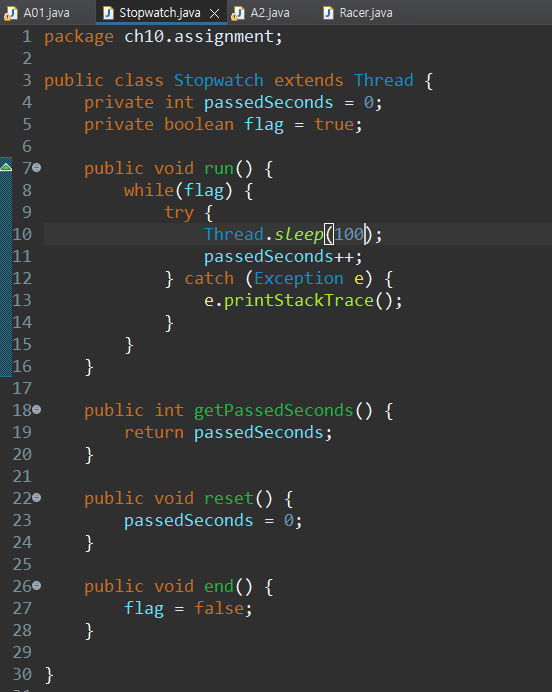 A01.java Stopwatch.java A2.java Racer.java
1 package ch10.assignment;
2
3 public class Stopwatch extends Thread {
4     private int passedSeconds = 0;
5     private boolean flag = true;
6
7     public void run() {
8         while(flag) {
9             try {
10                 Thread.sleep(100);
11                 passedSeconds++;
12             } catch (Exception e) {
13                 e.printStackTrace();
14             }
15         }
16     }
17
18     public int getPassedSeconds() {
19         return passedSeconds;
20     }
21
22     public void reset() {
23         passedSeconds = 0;
24     }
25
26     public void end() {
27         flag = false;
28     }
29
30 }